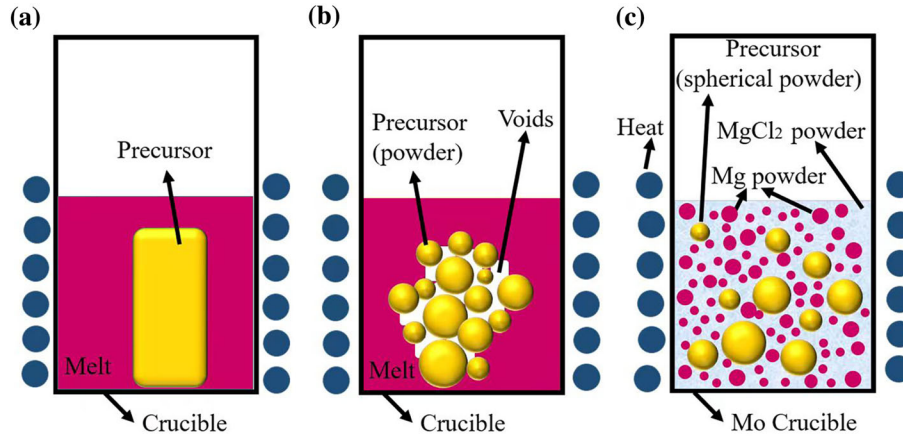 (a)
Precursor
Melt
Crucible
(b)
Precursor
(powder)
Voids
Melt
Crucible
(c)
Precursor
(spherical powder)
Heat
MgCl₂ powder
Mg powder
Mo Crucible